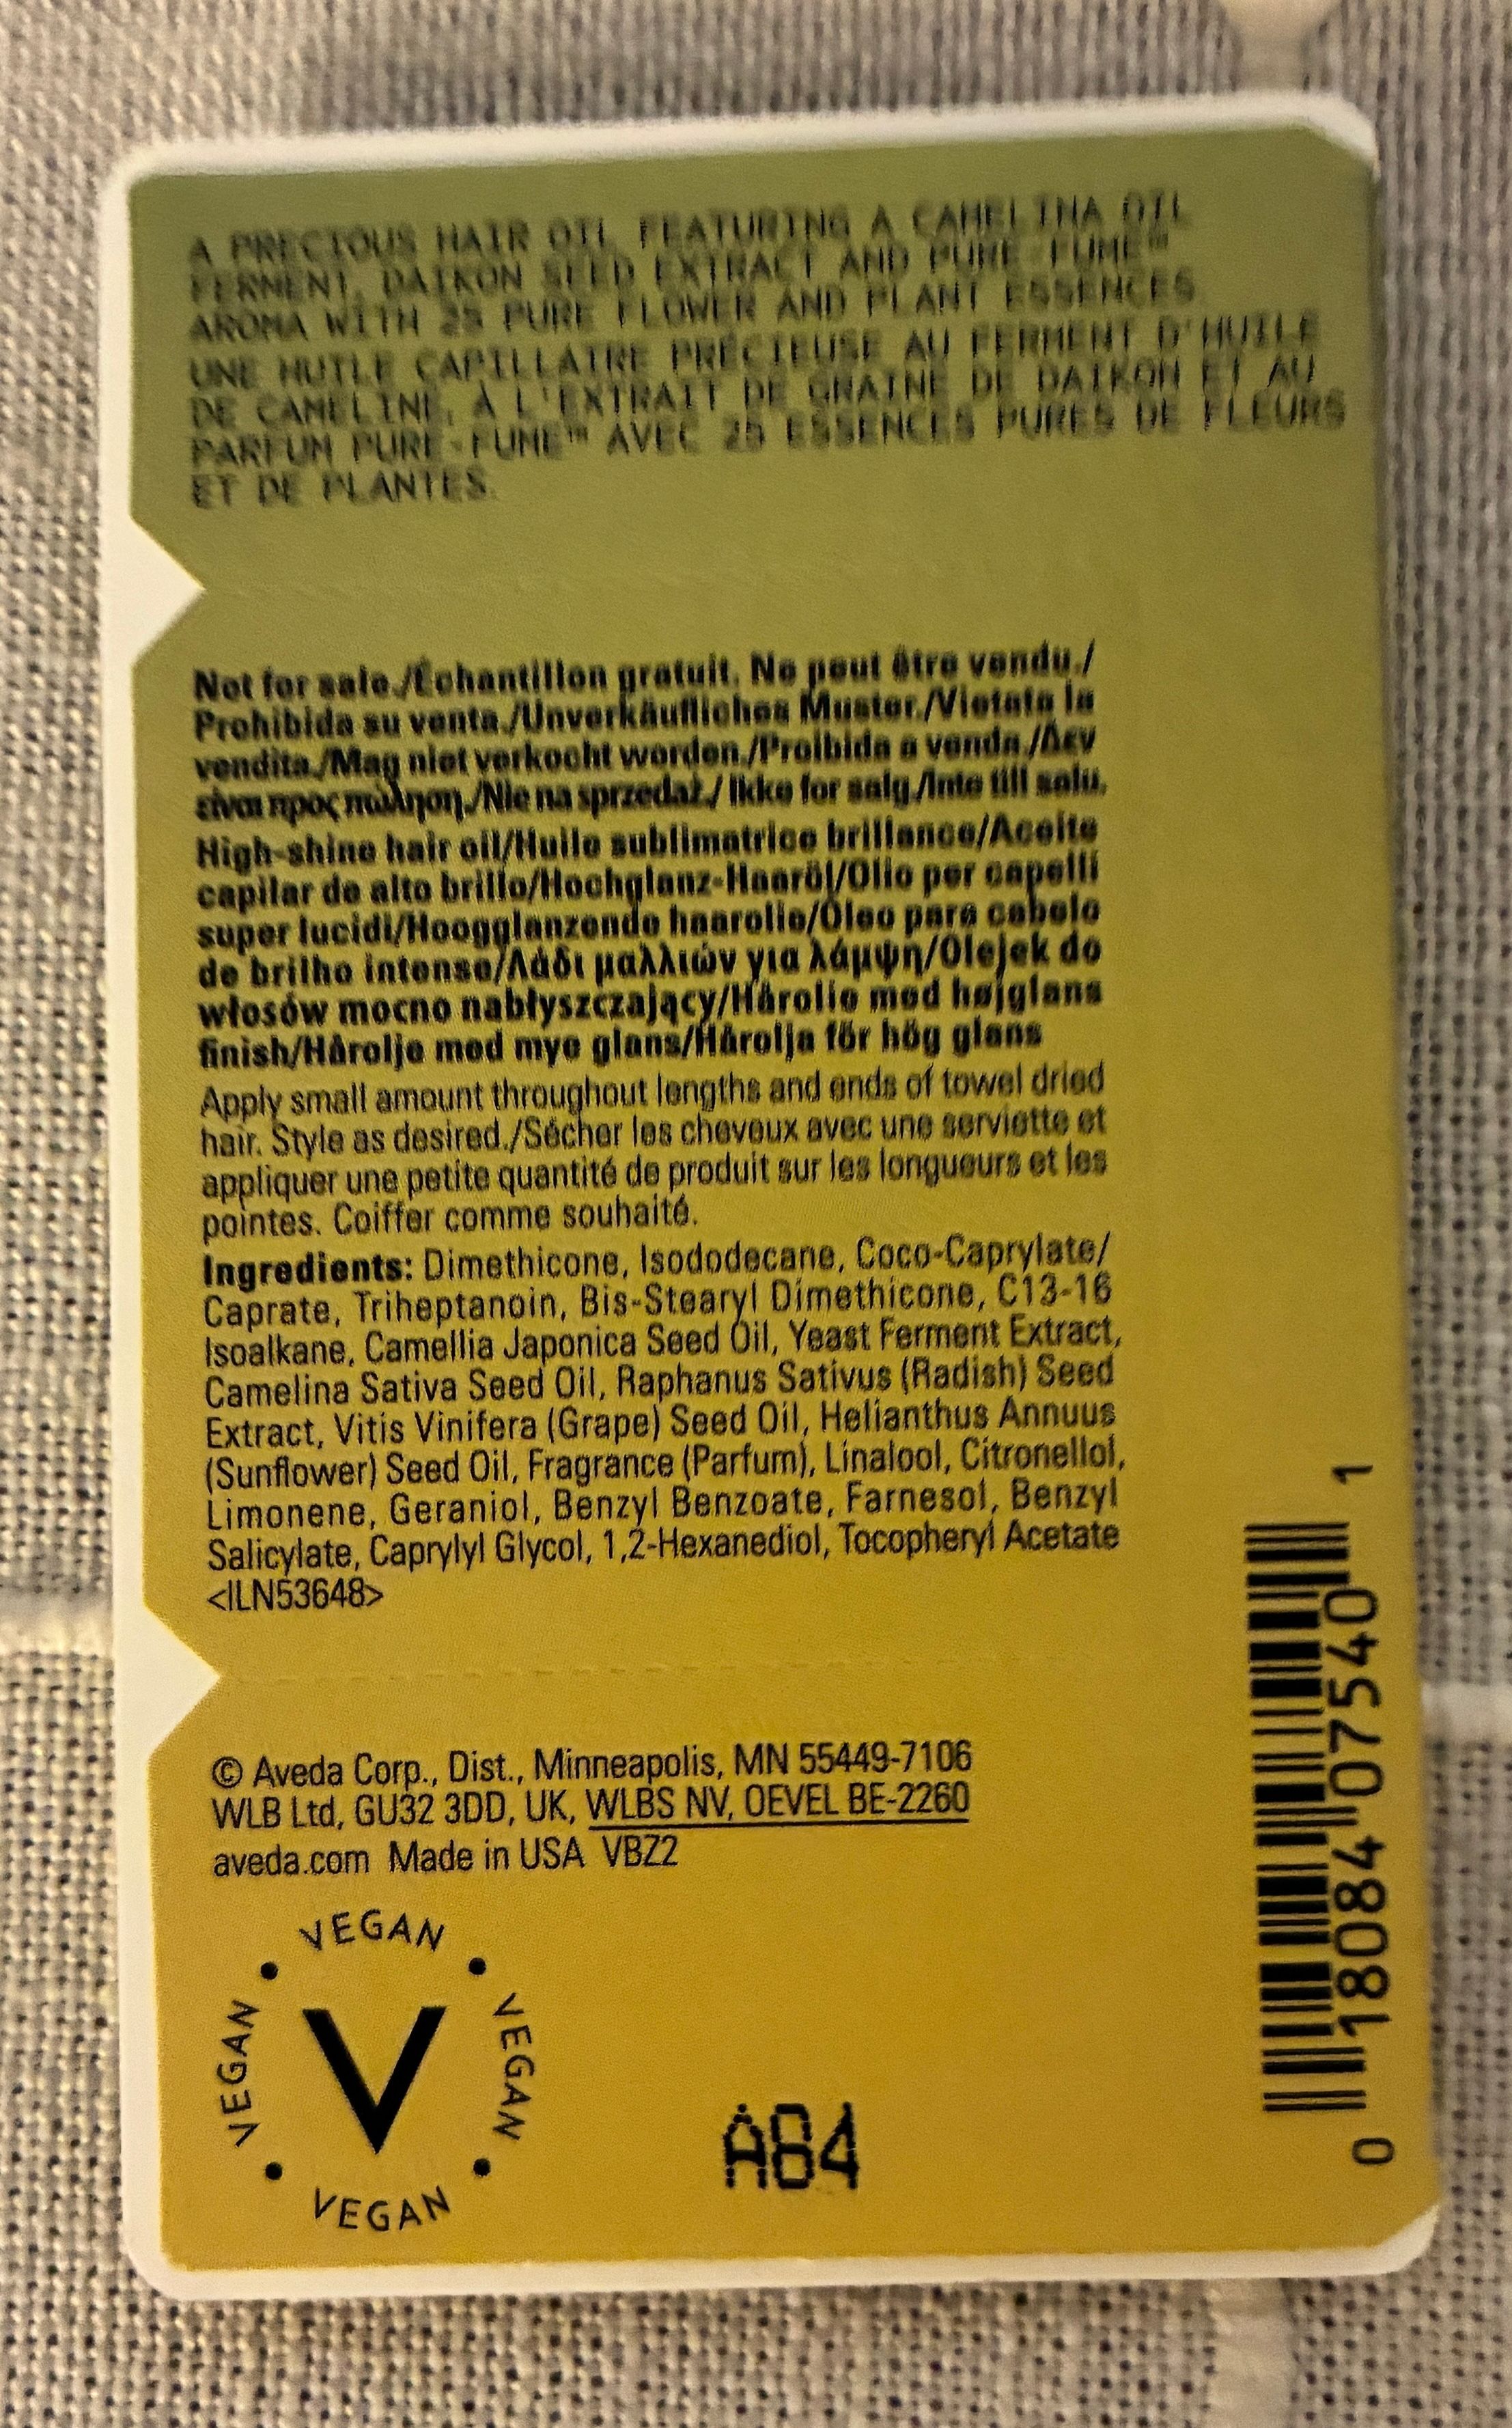 A PRECIOUS HAIR OIL FEATURING A CAMELINA OIL
FERMENT, DAIKON SEED EXTRACT AND PURE-FUME™
AROMA WITH 25 PURE FLOWER AND PLANT ESSENCES.
UNE HUILE CAPILLAIRE PRÉCIEUSE AU FERMENT D'HUILE
DE CAMELINE, À L'EXTRAIT DE GRAINE DE DAIKON ET AU
PARFUM PURE-FUME™ AVEC 25 ESSENCES PURES DE FLEURS
ET DE PLANTES.
Not for sale./Échantillon gratuit. Ne peut être vendu./
Prohibida su venta./Unverkäufliches Muster./Vietata la
vendita./Mag niet verkocht worden./Proibida a venda./Δεν
είναι προς πώληση./Nie na sprzedaż./ Ikke for salg./Inte till salu.
High-shine hair oil/Huile sublimatrice brillance/Aceite
capilar de alto brillo/Hochglanz-Haaröl/Olio per capelli
super lucidi/Hoogglanzende haarolie/Óleo para cabelo
de brilho intenso/Λάδι μαλλιών για λάμψη/Olejek do
włosów mocno nabłyszczający/Hårolie med højglans
finish/Hårolje med mye glans/Hårolja för hög glans
Apply small amount throughout lengths and ends of towel dried
hair. Style as desired./Sécher les cheveux avec une serviette et
appliquer une petite quantité de produit sur les longueurs et les
pointes. Coiffer comme souhaité.
Ingredients: Dimethicone, Isododecane, Coco-Caprylate/
Caprate, Triheptanoin, Bis-Stearyl Dimethicone, C13-16
Isoalkane, Camellia Japonica Seed Oil, Yeast Ferment Extract,
Camelina Sativa Seed Oil, Raphanus Sativus (Radish) Seed
Extract, Vitis Vinifera (Grape) Seed Oil, Helianthus Annuus
(Sunflower) Seed Oil, Fragrance (Parfum), Linalool, Citronellol,
Limonene, Geraniol, Benzyl Benzoate, Farnesol, Benzyl
Salicylate, Caprylyl Glycol, 1,2-Hexanediol, Tocopheryl Acetate
<ILN53648>
© Aveda Corp., Dist., Minneapolis, MN 55449-7106
WLB Ltd, GU32 3DD, UK, WLBS NV, OEVEL BE-2260
aveda.com Made in USA VBZ2
VEGAN
VEGAN
V
VEGAN
VEGAN
A64
0 18084 07540 1